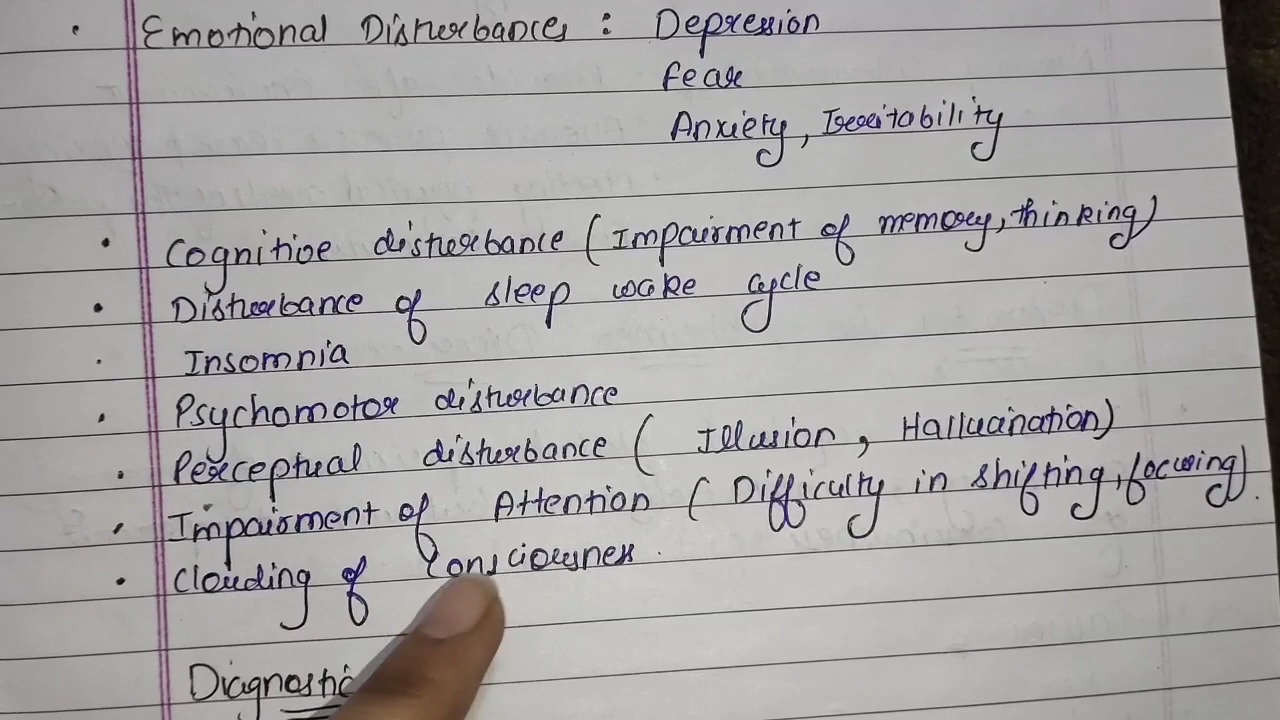 • Emotional Disturbances : Depression
fear
Anxiety, Irritability
• Cognitive disturbance (Impairment of memory, thinking)
• Disturbance of sleep wake cycle
• Insomnia
• Psychomotor disturbance
• Perceptual disturbance ( Illusion, Hallucination)
• Impairment of Attention ( Difficulty in shifting, focusing).
• Clouding of Consciousness.
Diagnostic